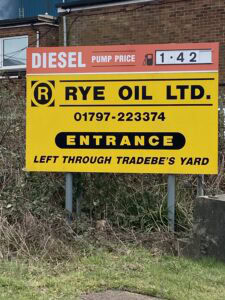 DIESEL PUMP PRICE 1·42
R RYE OIL LTD.
01797-223374
ENTRANCE
LEFT THROUGH TRADEBE'S YARD